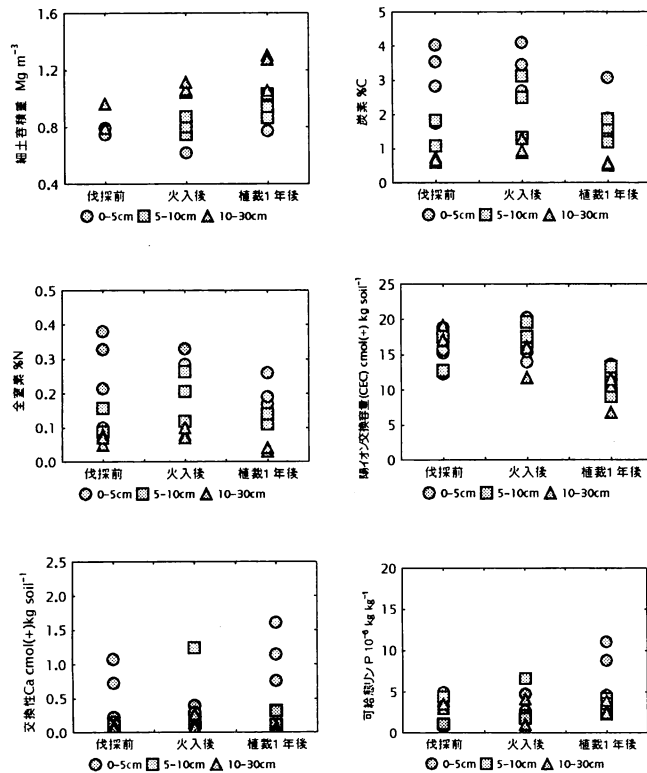 細土容積重 Mg m⁻³
1.6
1.2
0.8
0.4
伐採前 火入後 植栽1年後
0-5cm 5-10cm 10-30cm
炭素 %C
5
4
3
2
1
0
伐採前 火入後 植栽1年後
0-5cm 5-10cm 10-30cm
全窒素 %N
0.5
0.4
0.3
0.2
0.1
0.0
伐採前 火入後 植栽1年後
0-5cm 5-10cm 10-30cm
陽イオン交換容量(CEC) cmol(+) kg soil⁻¹
25
20
15
10
5
0
伐採前 火入後 植栽1年後
0-5cm 5-10cm 10-30cm
交換性Ca cmol(+)kg soil⁻¹
2.5
2.0
1.5
1.0
0.5
0.0
伐採前 火入後 植栽1年後
0-5cm 5-10cm 10-30cm
可給態リン P 10⁻⁶ kg kg⁻¹
20
15
10
5
0
伐採前 火入後 植栽1年後
0-5cm 5-10cm 10-30cm